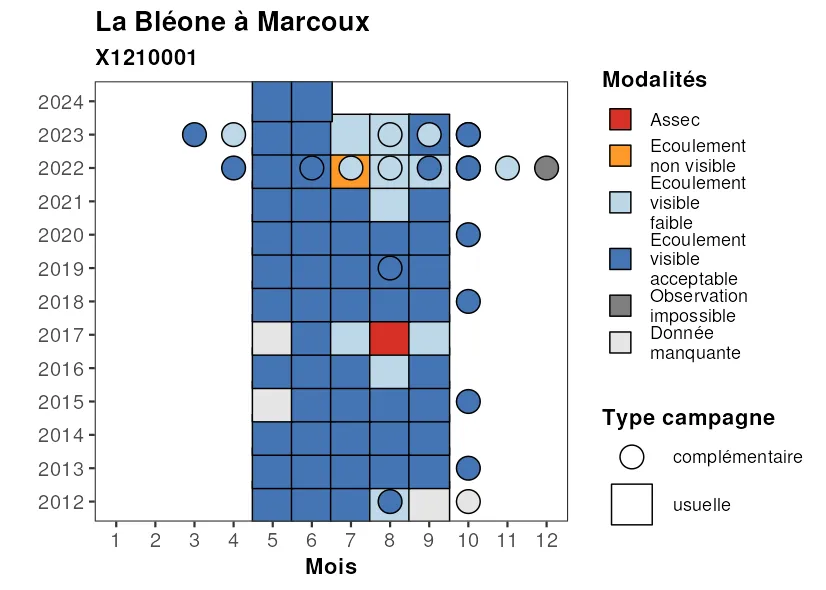 La Bléone à Marcoux
X1210001
2024
2023
2022
2021
2020
2019
2018
2017
2016
2015
2014
2013
2012
1 2 3 4 5 6 7 8 9 10 11 12
Mois
Modalités
Assec
Ecoulement
non visible
Ecoulement
visible
faible
Ecoulement
visible
acceptable
Observation
impossible
Donnée
manquante
Type campagne
complémentaire
usuelle